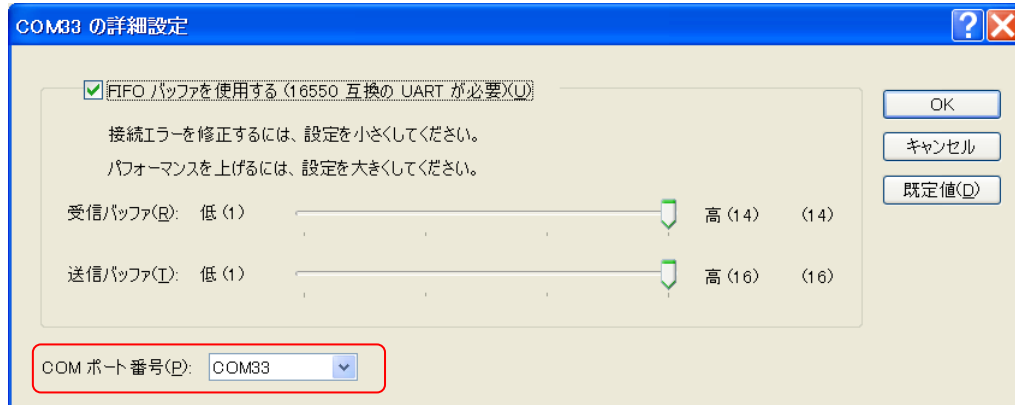 COM33 の詳細設定
FIFO バッファを使用する (16550 互換の UART が必要)(U)
OK
接続エラーを修正するには、設定を小さくしてください。
キャンセル
パフォーマンスを上げるには、設定を大きくしてください。
既定値(D)
受信バッファ(R): 低 (1) 高 (14) (14)
送信バッファ(T): 低 (1) 高 (16) (16)
COM ポート番号(P): COM33